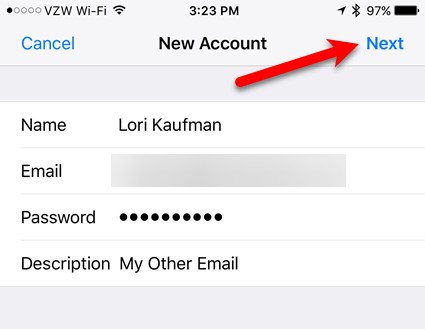 VZW Wi-Fi 3:23 PM 97%
Cancel New Account Next
Name Lori Kaufman
Email
Password ●●●●●●●●●●
Description My Other Email